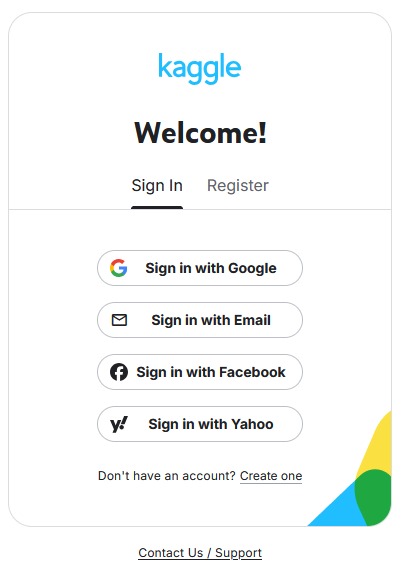 kaggle
Welcome!
Sign In Register
Sign in with Google
Sign in with Email
Sign in with Facebook
Sign in with Yahoo
Don't have an account? Create one
Contact Us / Support